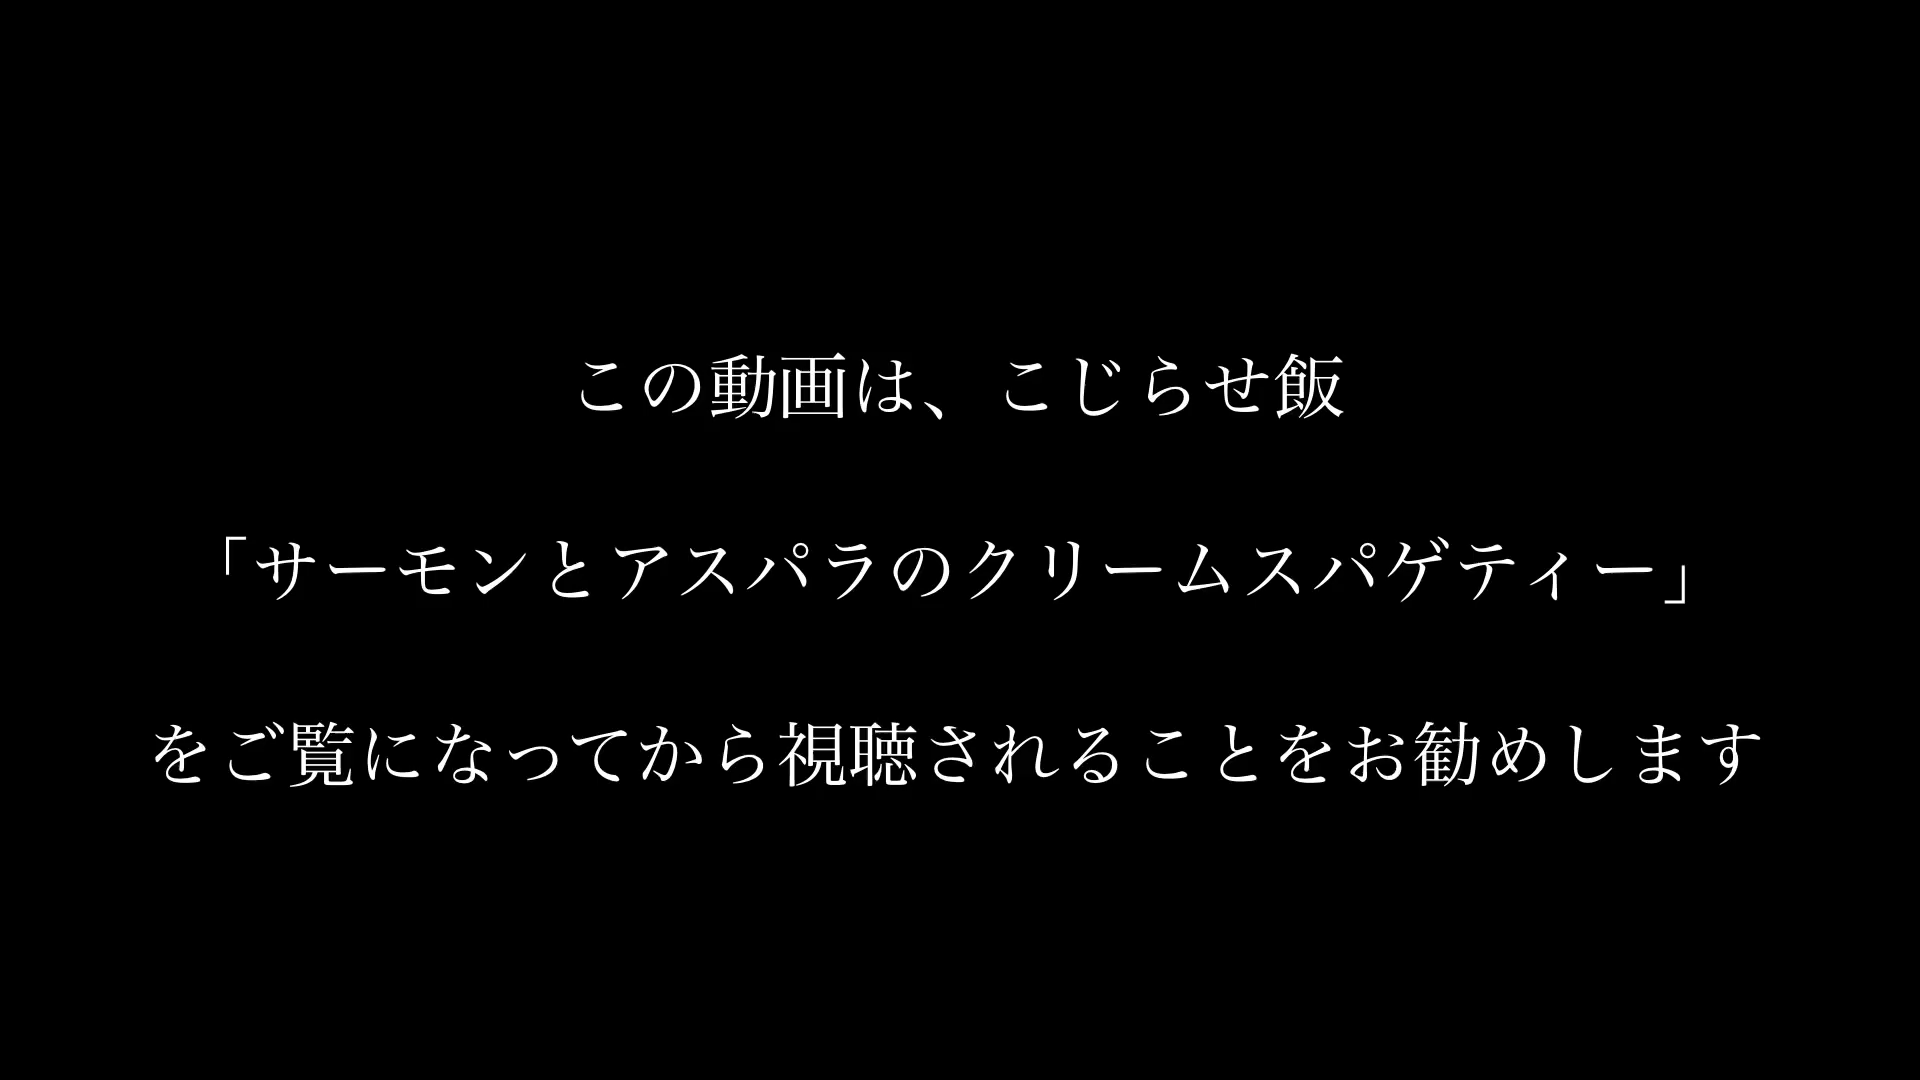 この動画は、こじらせ飯
「サーモンとアスパラのクリームスパゲティー」
をご覧になってから視聴されることをお勧めします